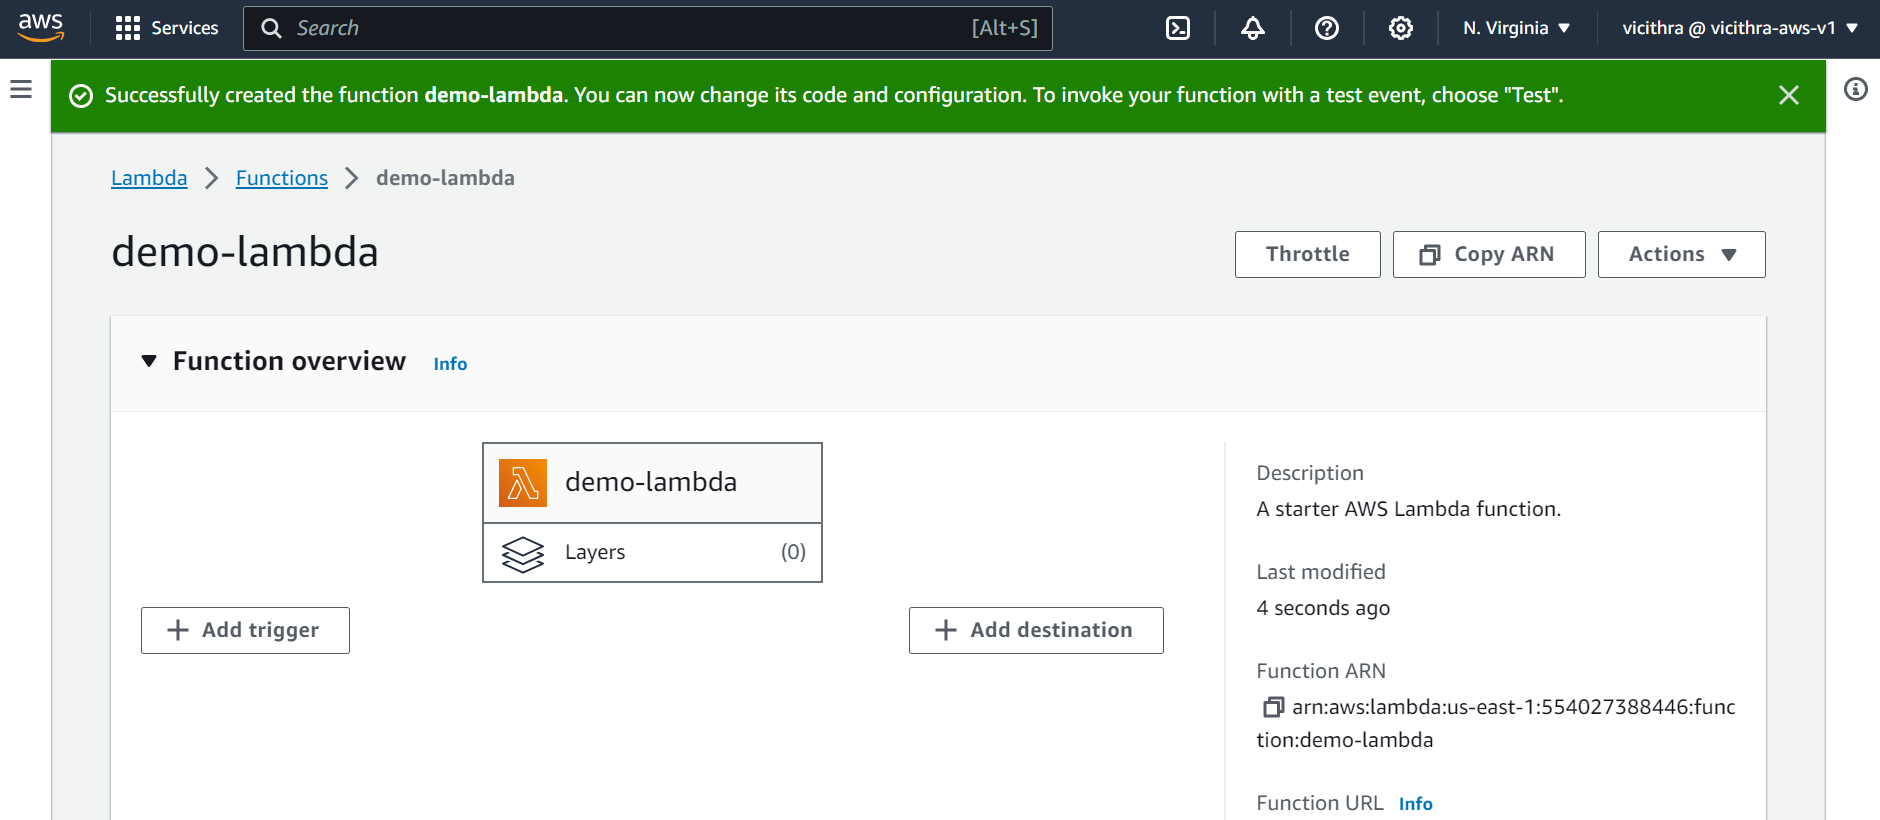 aws Services Search [Alt+S] N. Virginia vicithra @ vicithra-aws-v1
Successfully created the function demo-lambda. You can now change its code and configuration. To invoke your function with a test event, choose "Test".
Lambda Functions demo-lambda
demo-lambda
Throttle Copy ARN Actions
Function overview Info
demo-lambda
Layers (0)
Add trigger
Add destination
Description
A starter AWS Lambda function.
Last modified
4 seconds ago
Function ARN
arn:aws:lambda:us-east-1:554027388446:func
tion:demo-lambda
Function URL Info